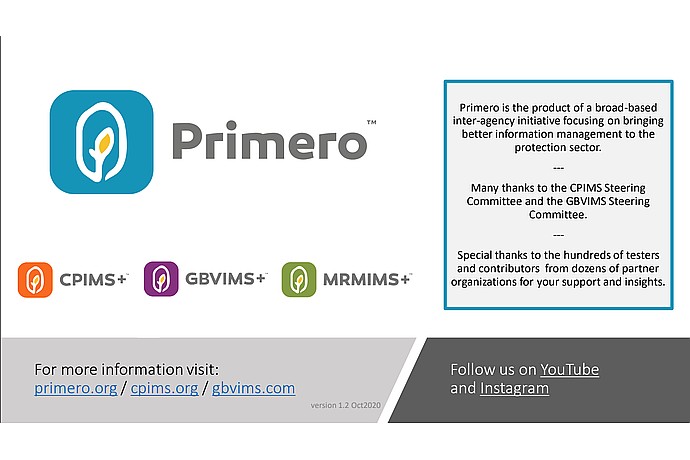 Primero™
CPIMS+™
GBVIMS+™
MRMIMS+™
Primero is the product of a broad-based
inter-agency initiative focusing on bringing
better information management to the
protection sector.
---
Many thanks to the CPIMS Steering
Committee and the GBVIMS Steering
Committee.
---
Special thanks to the hundreds of testers
and contributors from dozens of partner
organizations for your support and insights.
For more information visit:
primero.org / cpims.org / gbvims.com
version 1.2 Oct2020
Follow us on YouTube
and Instagram